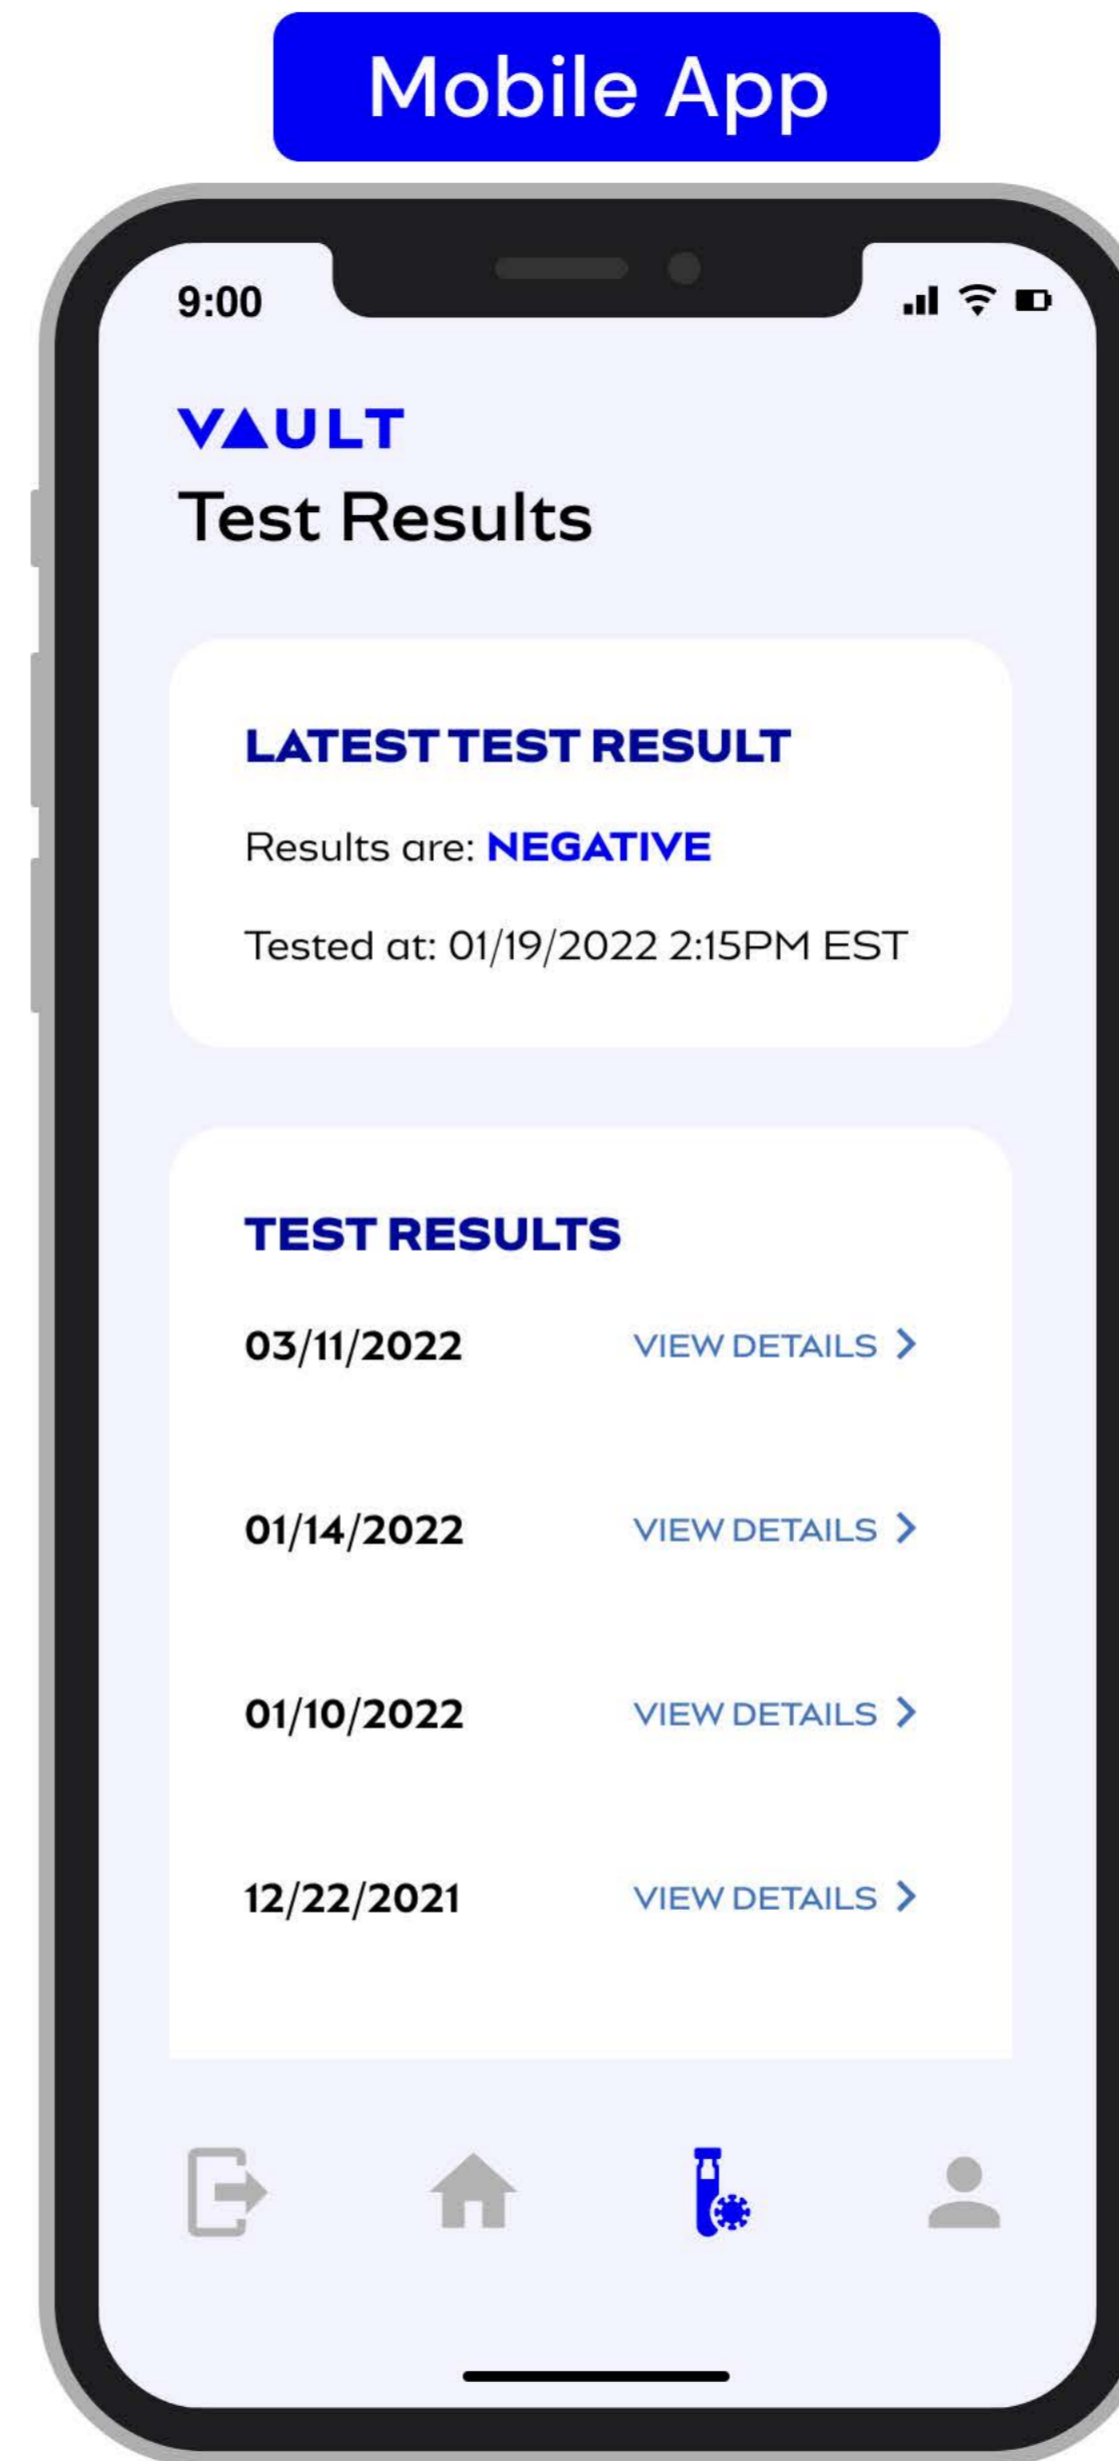 Mobile App
9:00
VAULT
Test Results
LATEST TEST RESULT
Results are: NEGATIVE
Tested at: 01/19/2022 2:15PM EST
TEST RESULTS
03/11/2022 VIEW DETAILS
01/14/2022 VIEW DETAILS
01/10/2022 VIEW DETAILS
12/22/2021 VIEW DETAILS